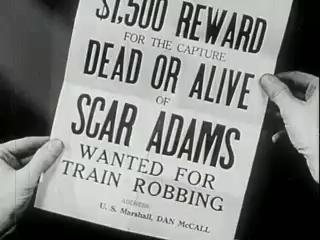 $1,500 REWARD
FOR THE CAPTURE
DEAD OR ALIVE
OF
SCAR ADAMS
WANTED FOR
TRAIN ROBBING
ADDRESS:
U. S. Marshall, DAN McCALL